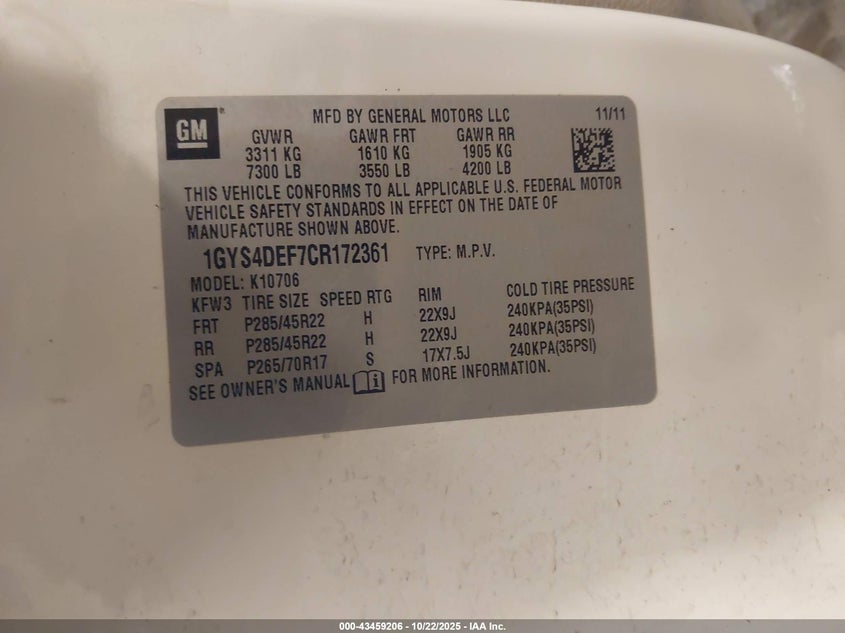 GM ® MFD BY GENERAL MOTORS LLC 11/11
GVWR GAWR FRT GAWR RR
3311 KG 1610 KG 1905 KG
7300 LB 3550 LB 4200 LB
THIS VEHICLE CONFORMS TO ALL APPLICABLE U.S. FEDERAL MOTOR
VEHICLE SAFETY STANDARDS IN EFFECT ON THE DATE OF
MANUFACTURE SHOWN ABOVE.
1GYS4DEF7CR172361 TYPE: M.P.V.
MODEL: K10706
KFW3 TIRE SIZE SPEED RTG RIM COLD TIRE PRESSURE
FRT P285/45R22 H 22X9J 240KPA(35PSI)
RR P285/45R22 H 22X9J 240KPA(35PSI)
SPA P265/70R17 S 17X7.5J 240KPA(35PSI)
SEE OWNER'S MANUAL FOR MORE INFORMATION.
000-43459206 - 10/22/2025 - IAA Inc.